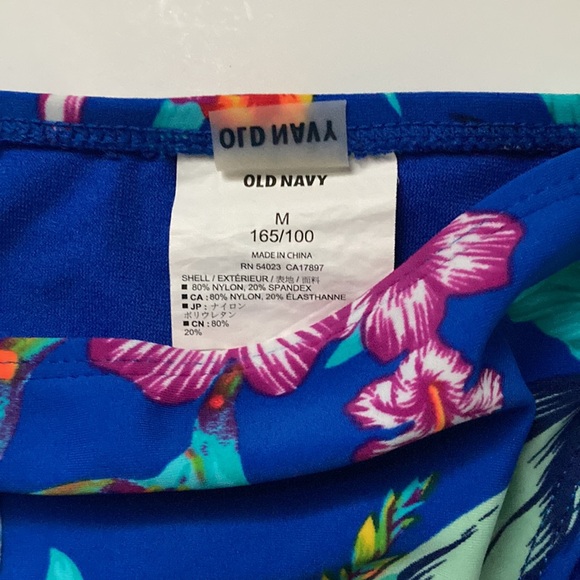 OLD NAVY
OLD NAVY
M
165/100
MADE IN CHINA
RN 54023 CA17897
SHELL / EXTÉRIEUR / 表地 / 面料
■ 80% NYLON, 20% SPANDEX
■ CA : 80% NYLON, 20% ÉLASTHANNE
■ JP : ナイロン
ポリウレタン
■ CN : 80%
20%